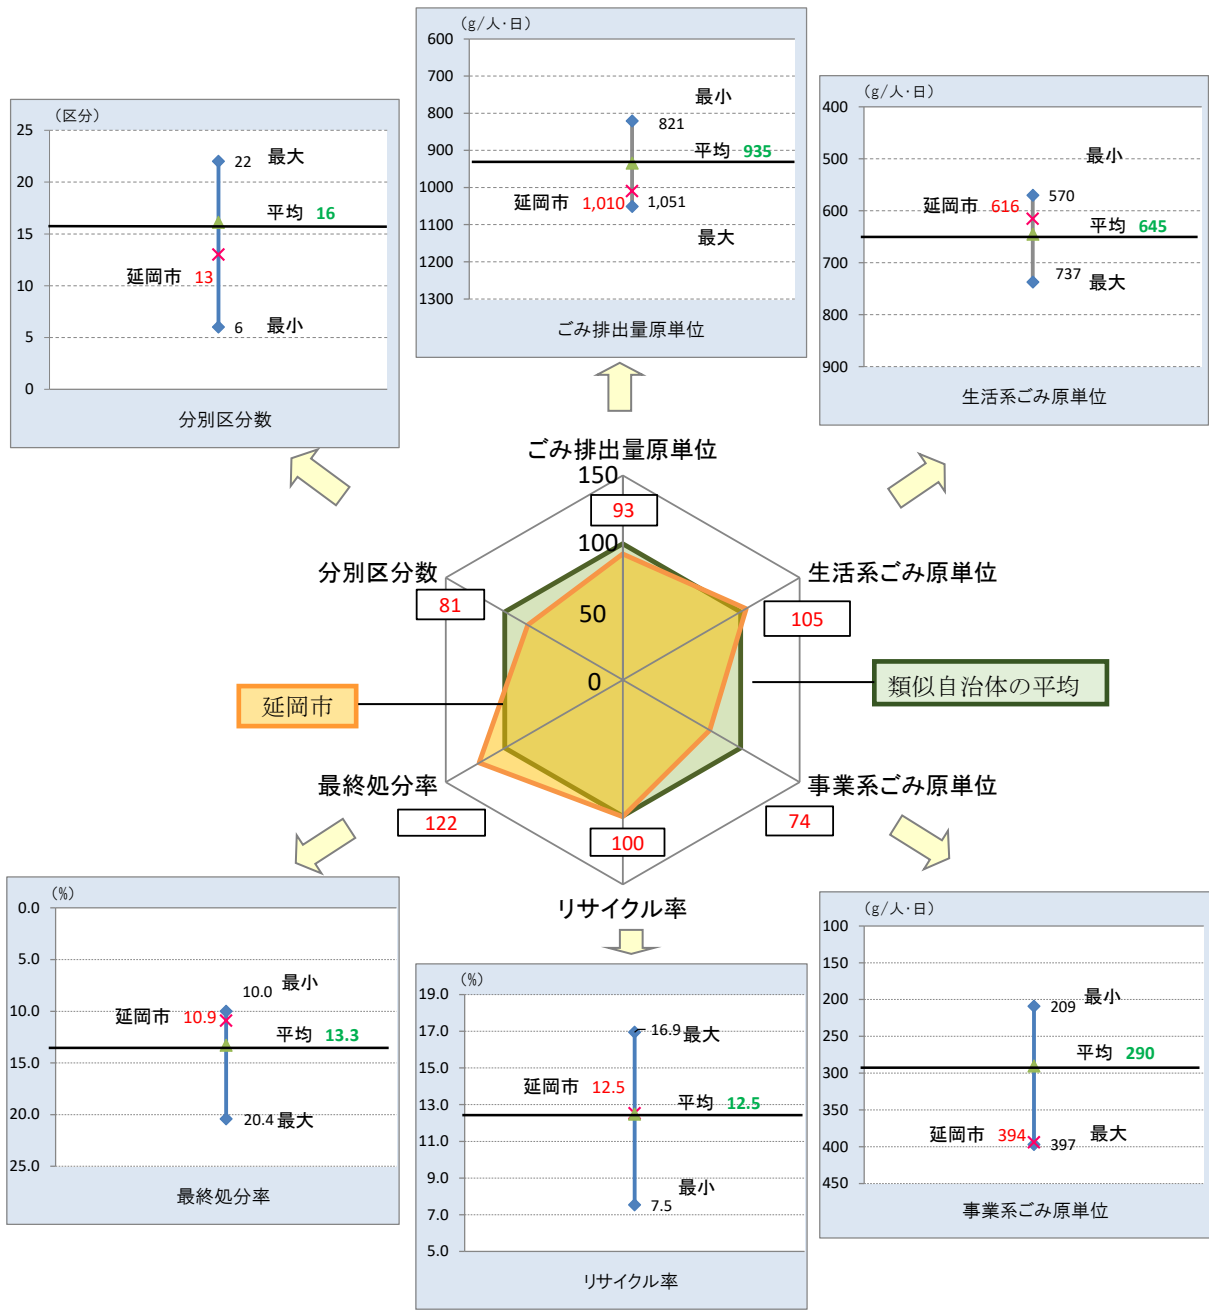 (g/人・日)
600
700
800
900
1000
1100
1200
1300
最小
821
平均 935
延岡市 1,010
1,051
最大
ごみ排出量原単位
(区分)
25
20
15
10
5
0
22 最大
平均 16
延岡市 13
6 最小
分別区分数
(g/人・日)
400
500
600
700
800
900
最小
570
延岡市 616
平均 645
737 最大
生活系ごみ原単位
ごみ排出量原単位
150
93
100
分別区分数
81
50
生活系ごみ原単位
105
0
延岡市
類似自治体の平均
最終処分率
122
事業系ごみ原単位
74
100
リサイクル率
(%)
0.0
5.0
10.0
15.0
20.0
25.0
10.0 最小
延岡市 10.9
平均 13.3
20.4 最大
最終処分率
(%)
19.0
17.0
15.0
13.0
11.0
9.0
7.0
5.0
16.9 最大
延岡市 12.5
平均 12.5
最小
7.5
リサイクル率
(g/人・日)
100
150
200
250
300
350
400
450
最小
209
平均 290
延岡市 394 最大
397
事業系ごみ原単位